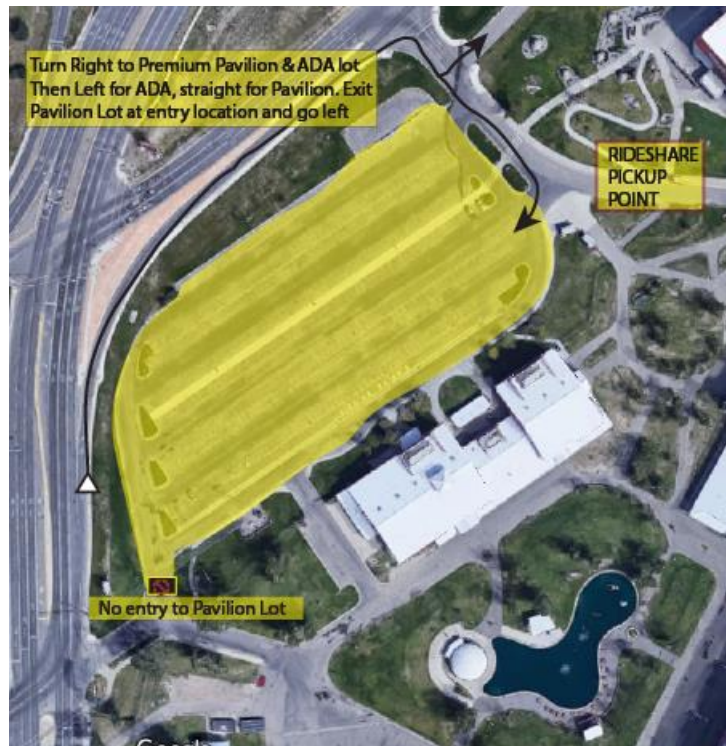 Turn Right to Premium Pavilion & ADA lot
Then Left for ADA, straight for Pavilion. Exit
Pavilion Lot at entry location and go left
RIDESHARE
PICKUP
POINT
No entry to Pavilion Lot
Google